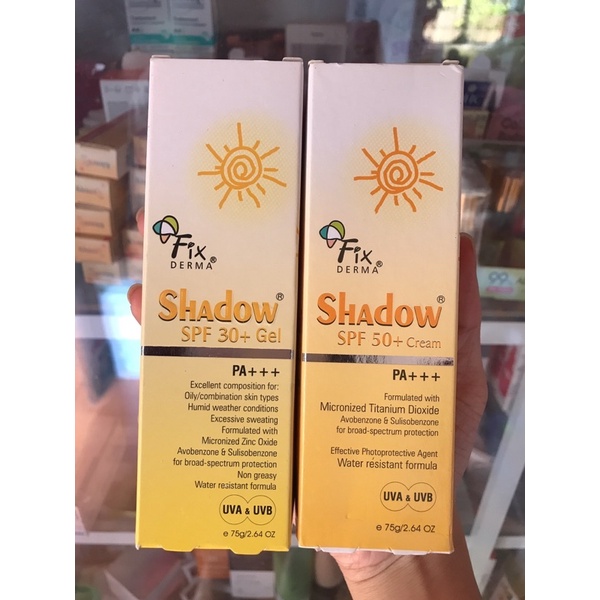 Fix
DERMA®
Shadow®
SPF 30+ Gel
PA+++
Excellent composition for:
Oily/combination skin types
Humid weather conditions
Excessive sweating
Formulated with
Micronized Zinc Oxide
Avobenzone & Sulisobenzone
for broad-spectrum protection
Non greasy
Water resistant formula
UVA & UVB
e 75g/2.64 OZ
Fix
DERMA®
Shadow®
SPF 50+ Cream
PA+++
Formulated with
Micronized Titanium Dioxide
Avobenzone & Sulisobenzone
for broad-spectrum protection
Effective Photoprotective Agent
Water resistant formula
UVA & UVB
e 75g/2.64 OZ